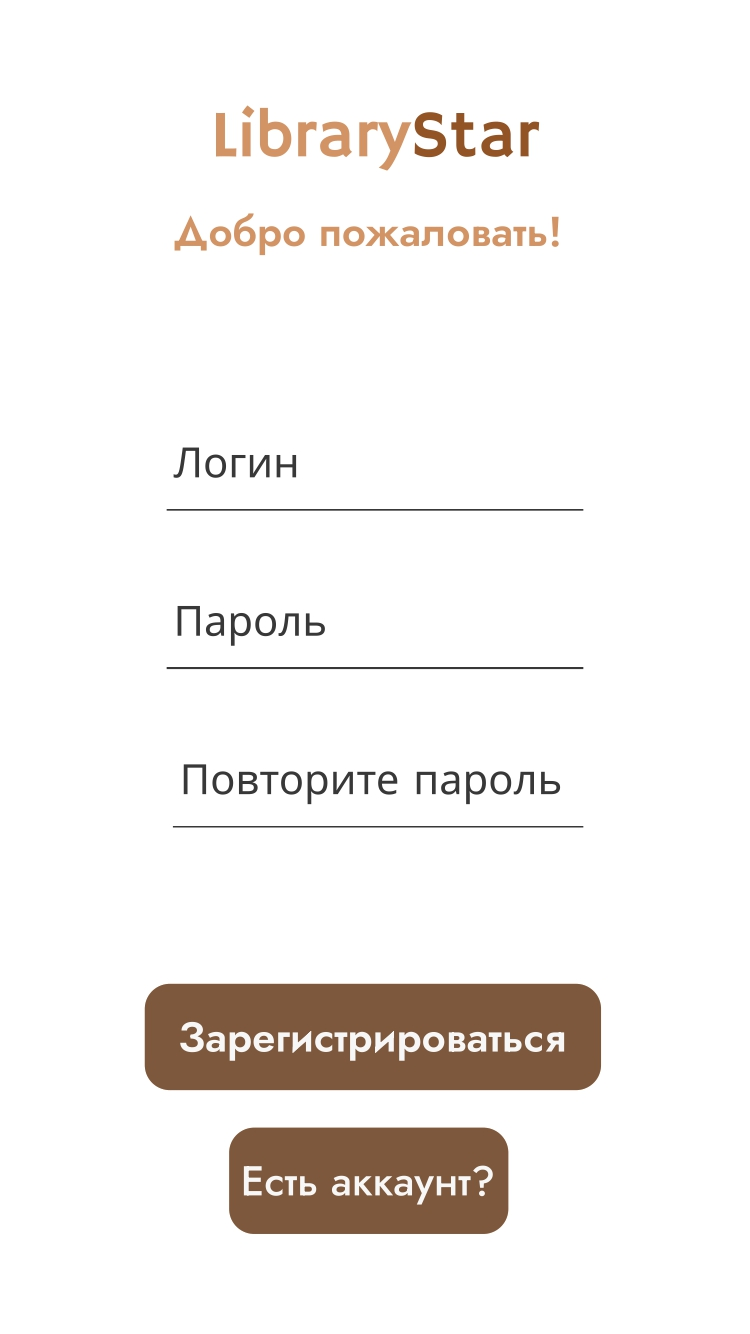 LibraryStar
Добро пожаловать!
Логин
Пароль
Повторите пароль
Зарегистрироваться
Есть аккаунт?